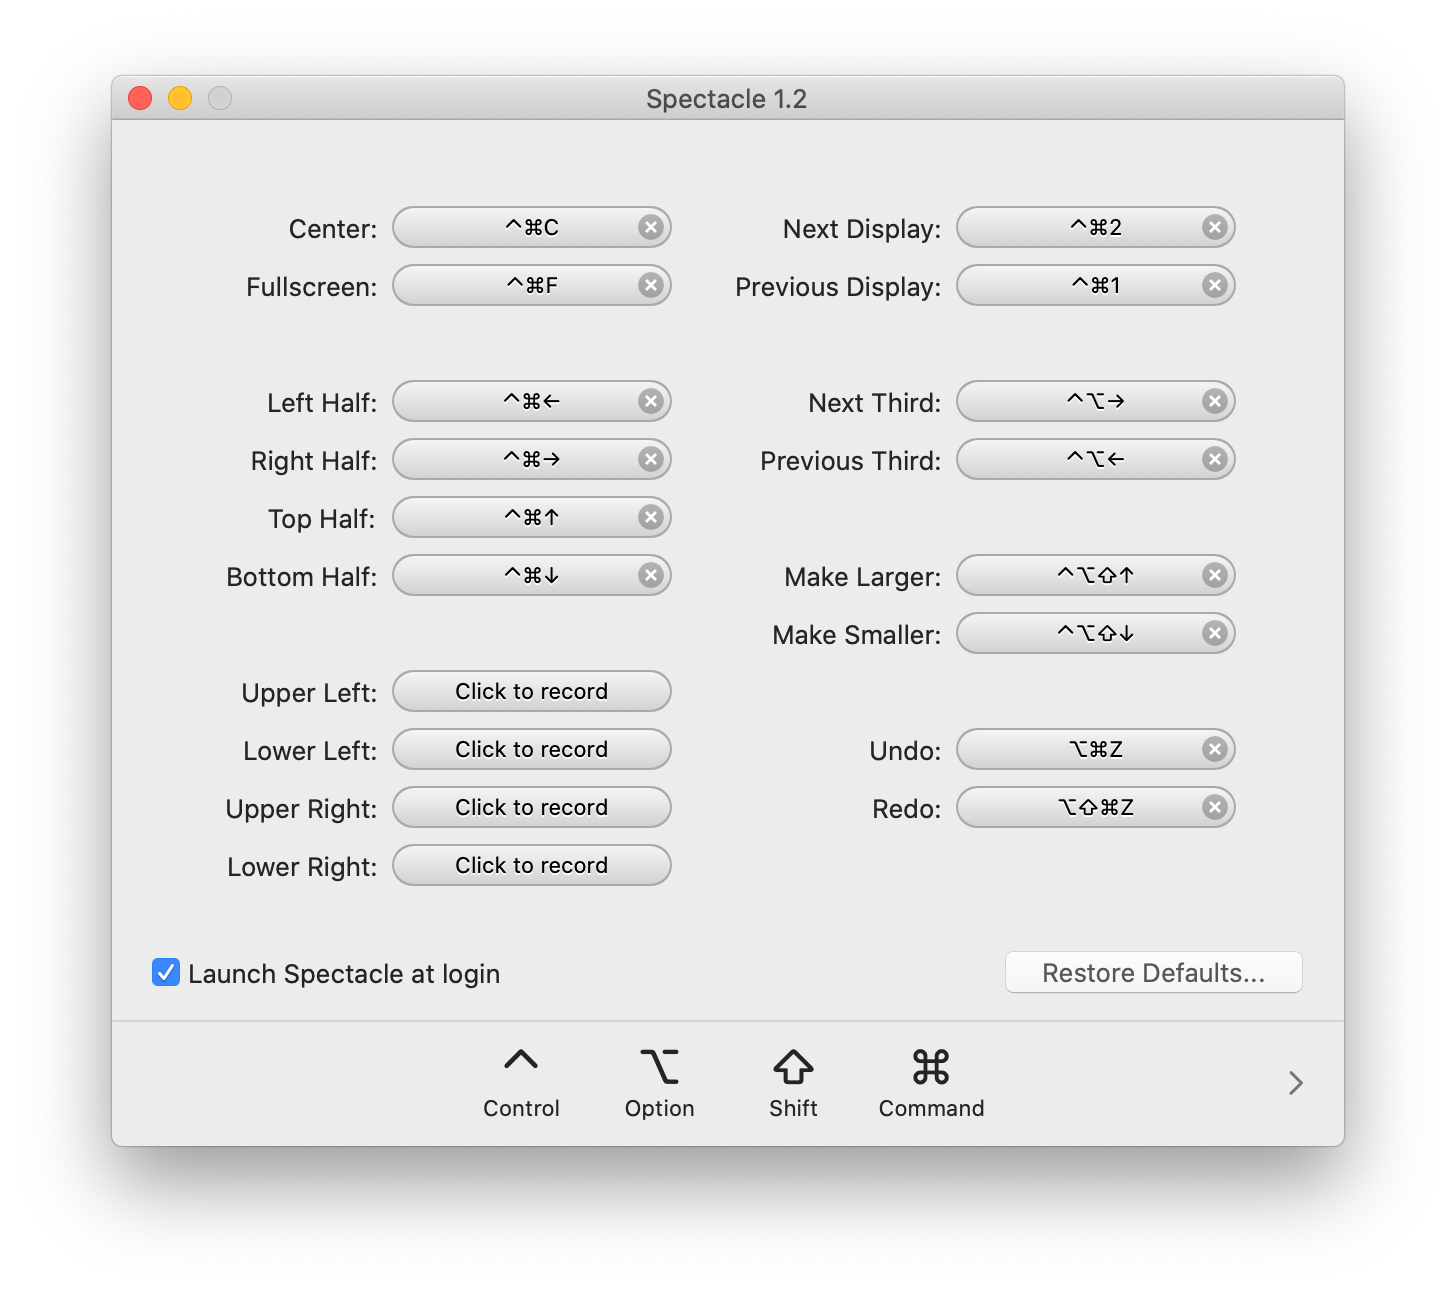 Spectacle 1.2
Center: ^⌘C
Fullscreen: ^⌘F
Left Half: ^⌘←
Right Half: ^⌘→
Top Half: ^⌘↑
Bottom Half: ^⌘↓
Upper Left: Click to record
Lower Left: Click to record
Upper Right: Click to record
Lower Right: Click to record
Next Display: ^⌘2
Previous Display: ^⌘1
Next Third: ^⌥→
Previous Third: ^⌥←
Make Larger: ^⌥⇧↑
Make Smaller: ^⌥⇧↓
Undo: ⌥⌘Z
Redo: ⌥⇧⌘Z
Launch Spectacle at login
Restore Defaults...
^ ⌥ ⇧ ⌘
Control Option Shift Command